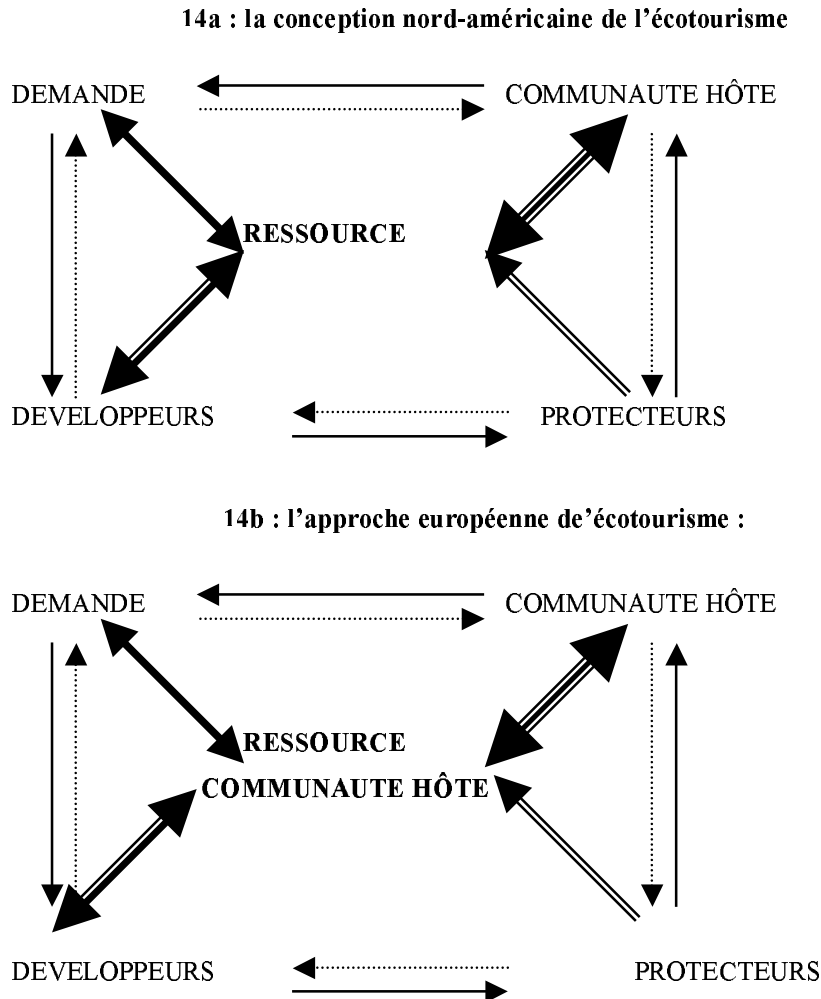 14a : la conception nord-américaine de l'écotourisme
DEMANDE COMMUNAUTE HÔTE
RESSOURCE
DEVELOPPEURS PROTECTEURS
14b : l'approche européenne de'écotourisme :
DEMANDE COMMUNAUTE HÔTE
RESSOURCE
COMMUNAUTE HÔTE
DEVELOPPEURS PROTECTEURS